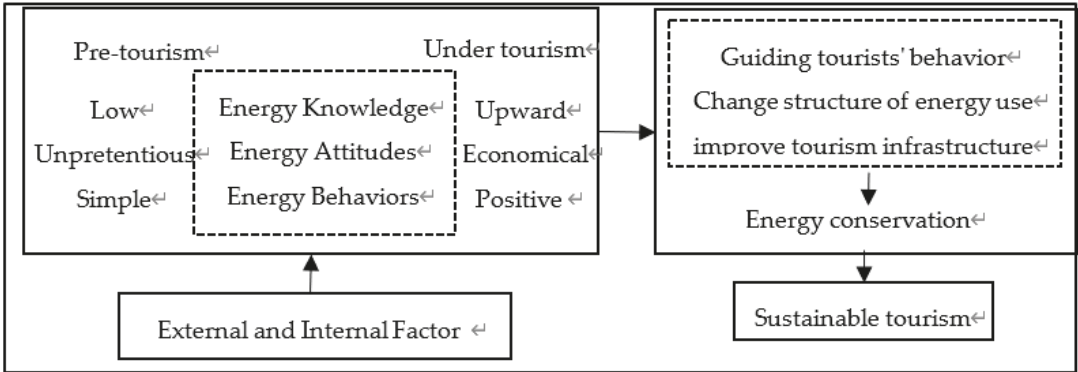 Pre-tourism
Under tourism
Low
Energy Knowledge
Upward
Unpretentious
Energy Attitudes
Economical
Simple
Energy Behaviors
Positive
External and Internal Factor
Guiding tourists' behavior
Change structure of energy use
improve tourism infrastructure
Energy conservation
Sustainable tourism